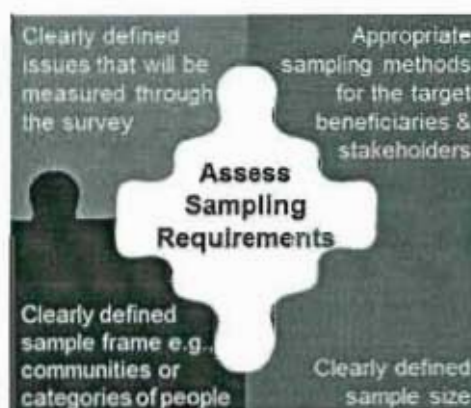 Clearly defined
issues that will be
measured through
the survey
Appropriate
sampling methods
for the target
beneficiaries &
stakeholders
Assess
Sampling
Requirements
Clearly defined
sample frame e.g.,
communities or
categories of people
Clearly defined
sample size